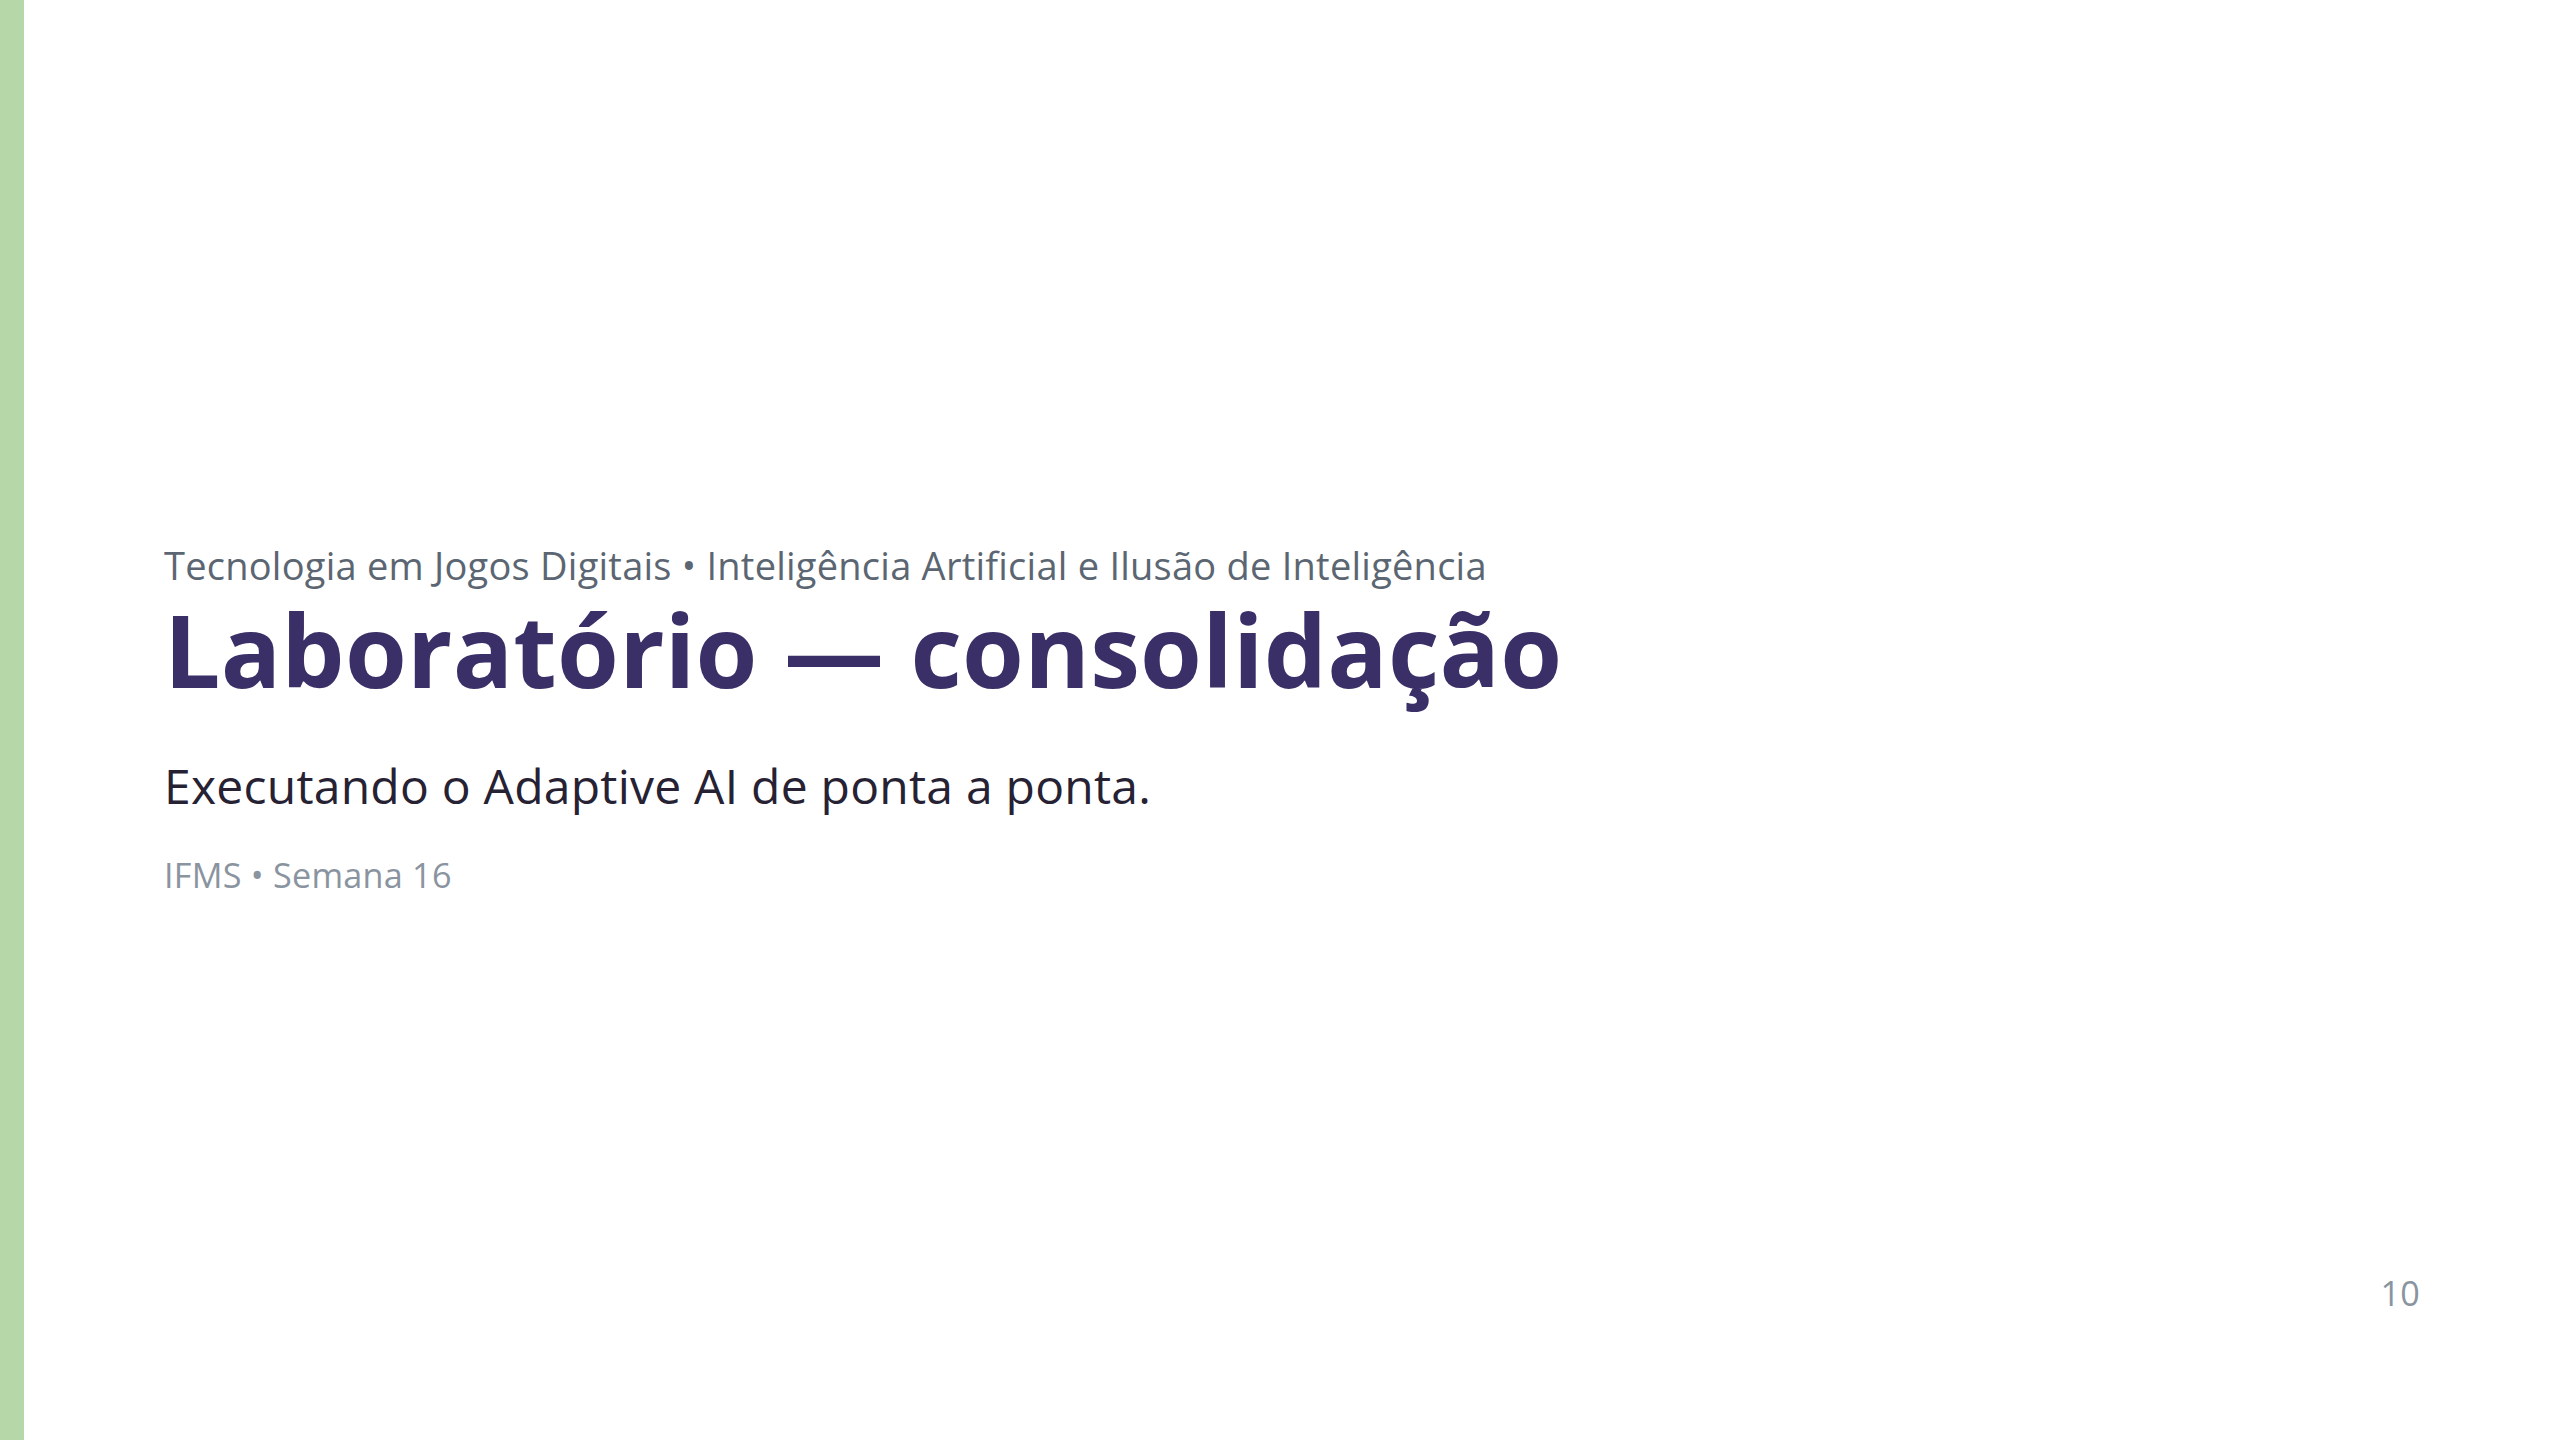 Tecnologia em Jogos Digitais • Inteligência Artificial e Ilusão de Inteligência
Laboratório — consolidação
Executando o Adaptive AI de ponta a ponta.
IFMS • Semana 16
10